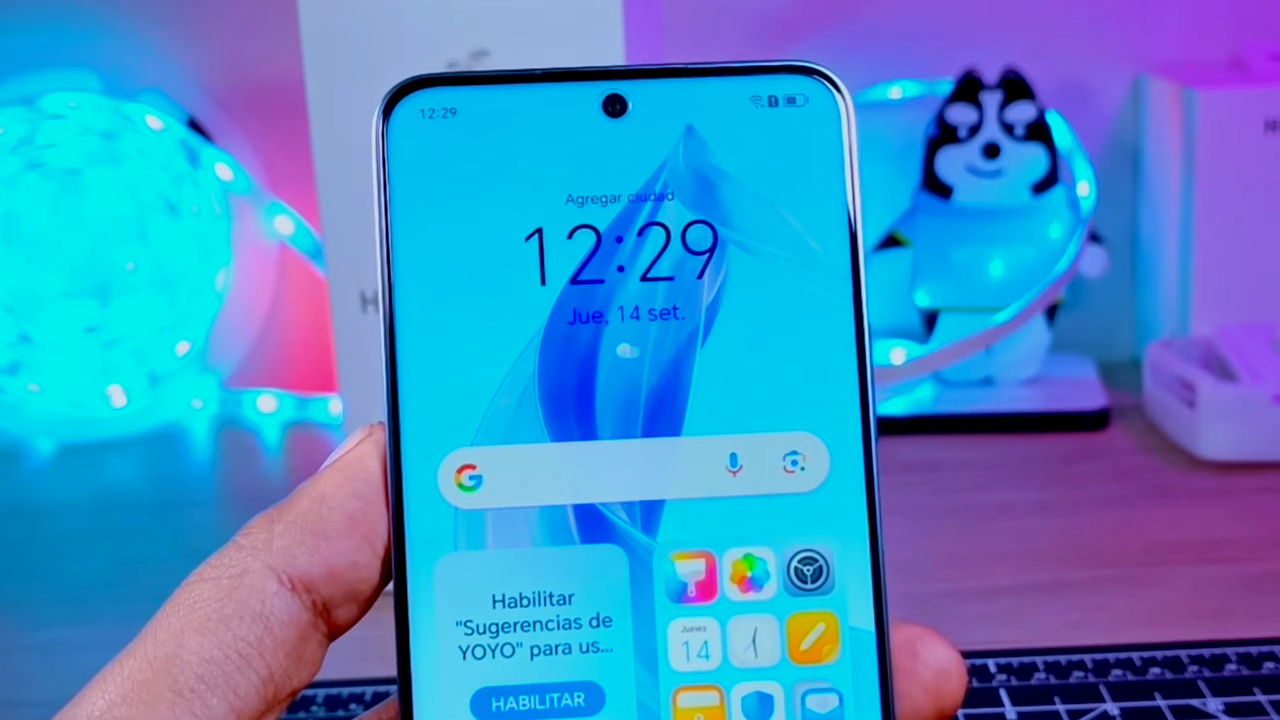 12:29
Agregar ciudad
12:29
Jue, 14 set.
G
Habilitar
"Sugerencias de
YOYO" para us...
HABILITAR
Jueves
14
H
H